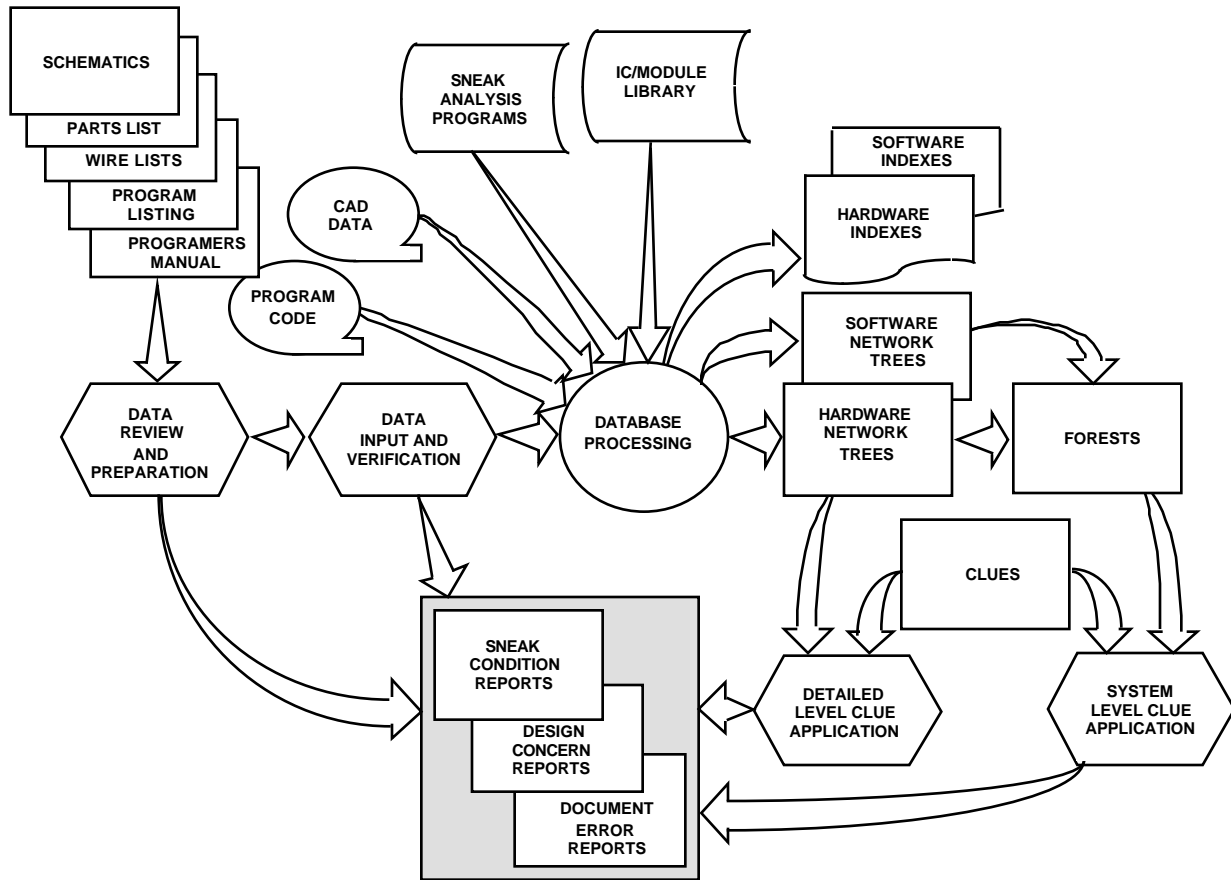 SCHEMATICS
PARTS LIST
WIRE LISTS
PROGRAM
LISTING
PROGRAMERS
MANUAL
SNEAK
ANALYSIS
PROGRAMS
IC/MODULE
LIBRARY
CAD
DATA
PROGRAM
CODE
SOFTWARE
INDEXES
HARDWARE
INDEXES
SOFTWARE
NETWORK
TREES
HARDWARE
NETWORK
TREES
FORESTS
DATA
REVIEW
AND
PREPARATION
DATA
INPUT AND
VERIFICATION
DATABASE
PROCESSING
CLUES
SNEAK
CONDITION
REPORTS
DESIGN
CONCERN
REPORTS
DOCUMENT
ERROR
REPORTS
DETAILED
LEVEL CLUE
APPLICATION
SYSTEM
LEVEL CLUE
APPLICATION